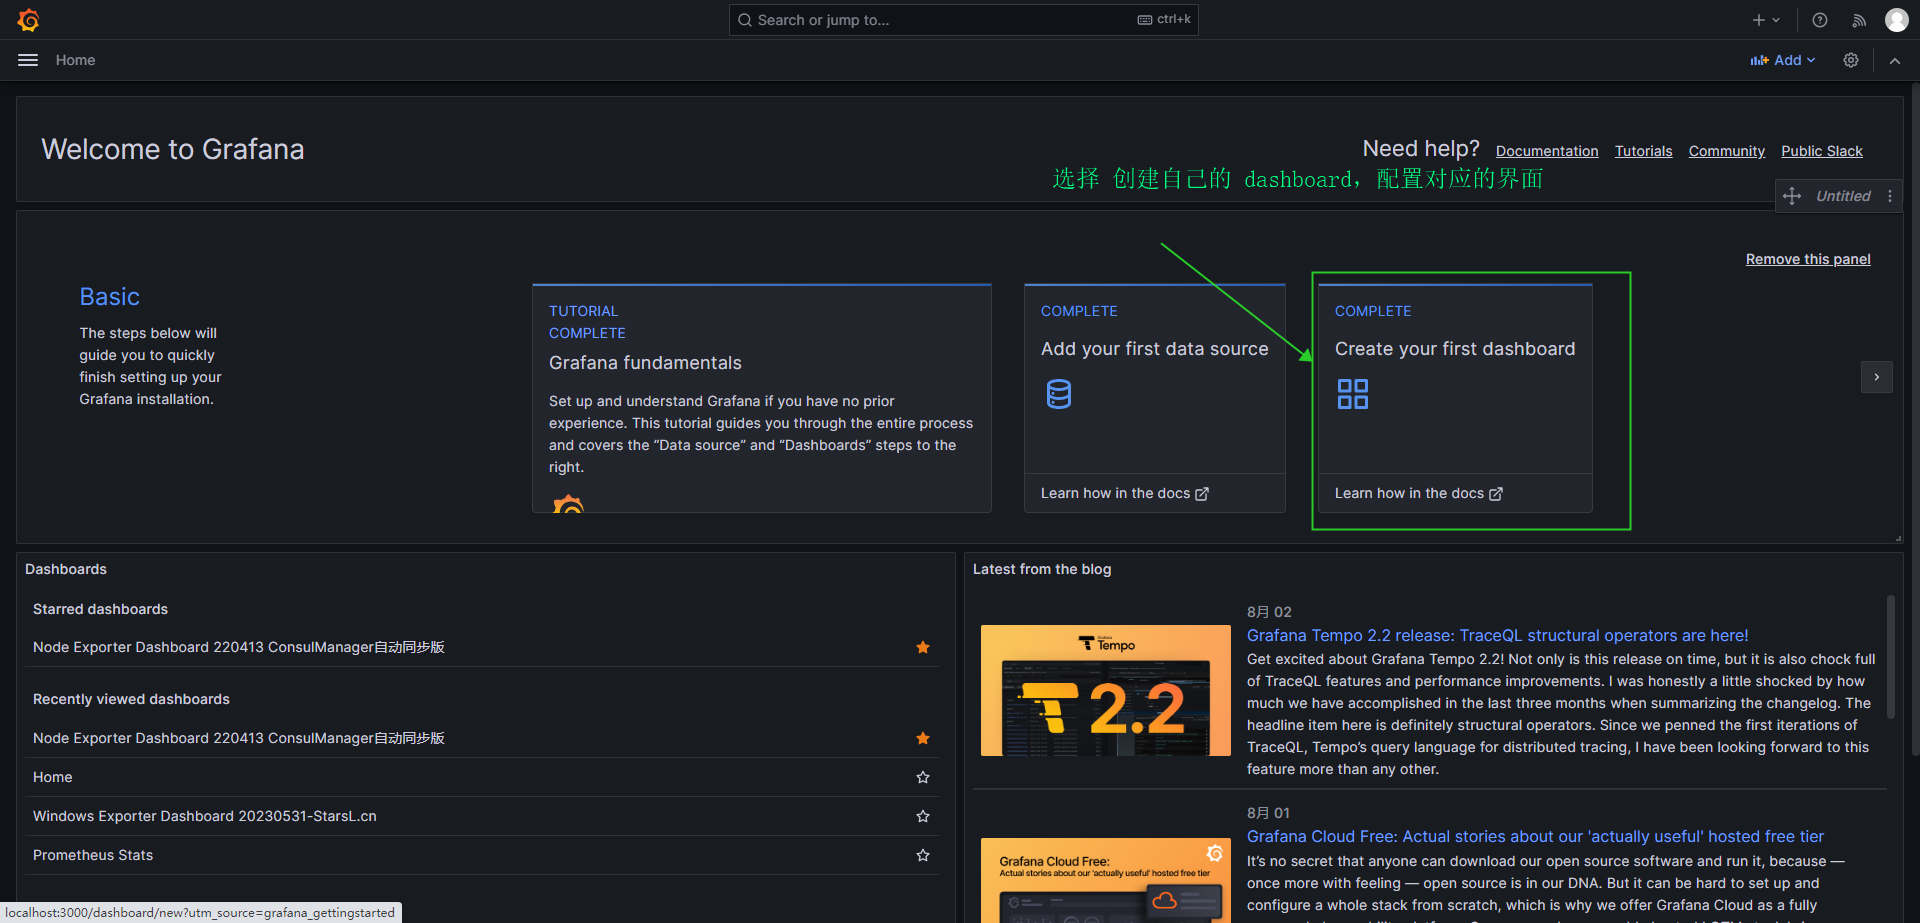 Search or jump to...
ctrl+k
Home
Add
Welcome to Grafana
Need help?
Documentation
Tutorials
Community
Public Slack
选择 创建自己的 dashboard，配置对应的界面
Untitled
Remove this panel
Basic
The steps below will
guide you to quickly
finish setting up your
Grafana installation.
TUTORIAL
COMPLETE
Grafana fundamentals
Set up and understand Grafana if you have no prior
experience. This tutorial guides you through the entire process
and covers the “Data source” and “Dashboards” steps to the
right.
COMPLETE
Add your first data source
Learn how in the docs
COMPLETE
Create your first dashboard
Learn how in the docs
Dashboards
Starred dashboards
Node Exporter Dashboard 220413 ConsulManager自动同步版
Recently viewed dashboards
Node Exporter Dashboard 220413 ConsulManager自动同步版
Home
Windows Exporter Dashboard 20230531-StarsL.cn
Prometheus Stats
Latest from the blog
Grafana
Tempo
2.2
8月 02
Grafana Tempo 2.2 release: TraceQL structural operators are here!
Get excited about Grafana Tempo 2.2! Not only is this release on time, but it is also chock full
of TraceQL features and performance improvements. I was honestly a little shocked by how
much we have accomplished in the last three months when summarizing the changelog. The
headline item here is definitely structural operators. Since we penned the first iterations of
TraceQL, Tempo’s query language for distributed tracing, I have been looking forward to this
feature more than any other.
Grafana Cloud Free:
Actual stories about our 'actually useful' hosted free tier
8月 01
Grafana Cloud Free: Actual stories about our 'actually useful' hosted free tier
It’s no secret that anyone can download our open source software and run it, because —
once more with feeling — open source is in our DNA. But it can be hard to set up and
configure a whole stack from scratch, which is why we offer Grafana Cloud as a fully
localhost:3000/dashboard/new?utm_source=grafana_gettingstarted